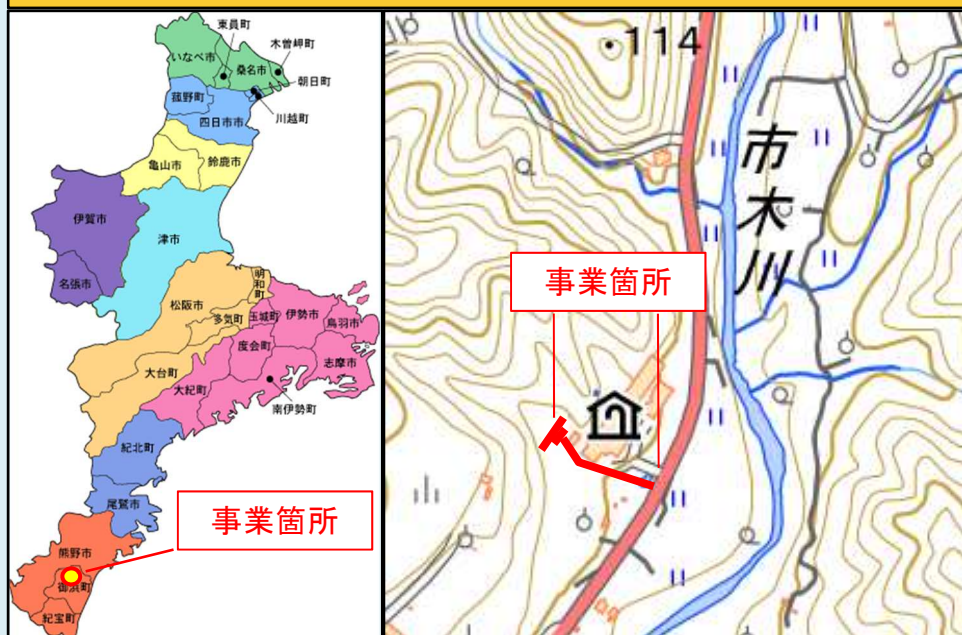 東員町
木曽岬町
いなべ市
桑名市
朝日町
菰野町
川越町
四日市市
亀山市
鈴鹿市
伊賀市
津市
名張市
明和町
松阪市
多気町
玉城町
伊勢市
鳥羽市
度会町
志摩市
大台町
大紀町
南伊勢町
紀北町
尾鷲市
事業箇所
熊野市
御浜町
紀宝町
114
市木川
事業箇所